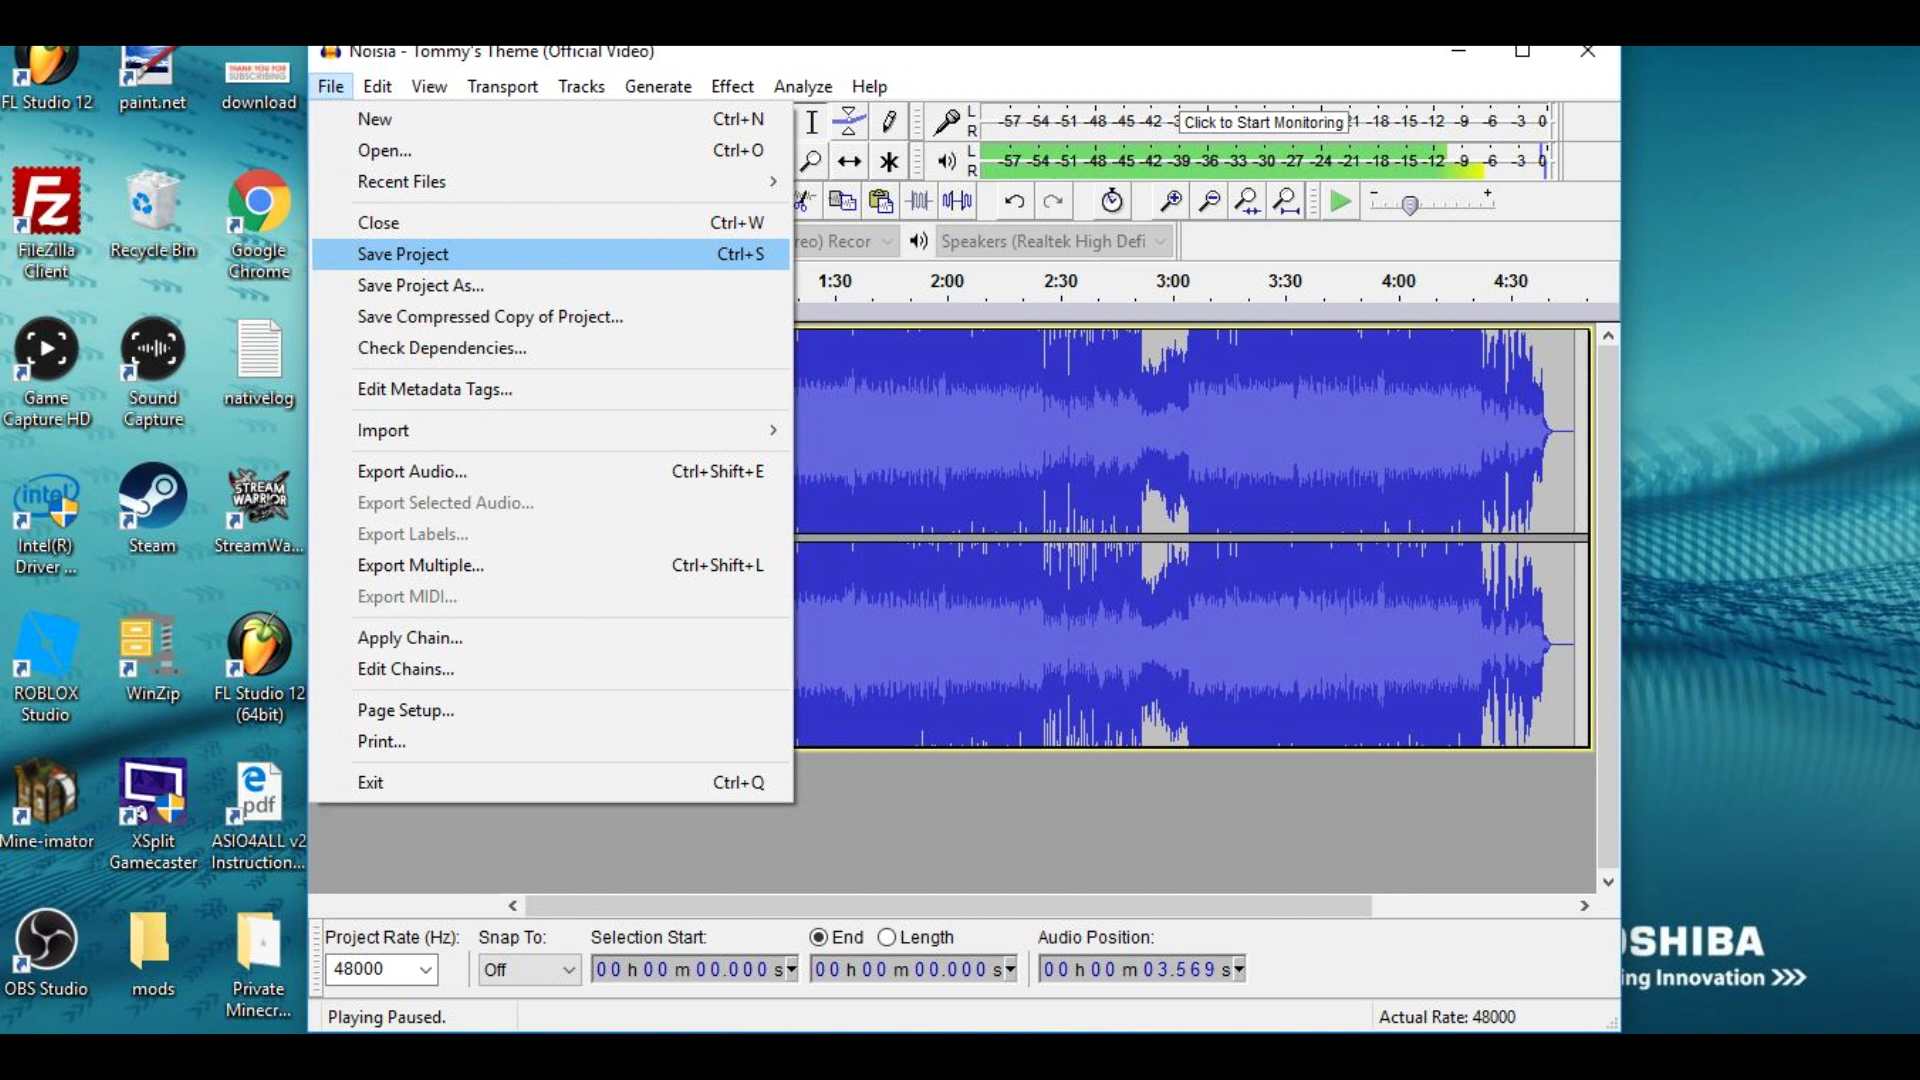 Noisia - Tommy's Theme (Official Video)
File Edit View Transport Tracks Generate Effect Analyze Help
New Ctrl+N
Open... Ctrl+O
Recent Files
Close Ctrl+W
Save Project Ctrl+S
Save Project As...
Save Compressed Copy of Project...
Check Dependencies...
Edit Metadata Tags...
Import
Export Audio... Ctrl+Shift+E
Export Selected Audio...
Export Labels...
Export Multiple... Ctrl+Shift+L
Export MIDI...
Apply Chain...
Edit Chains...
Page Setup...
Print...
Exit Ctrl+Q
L
R
-57 -54 -51 -48 -45 -42 Click to Start Monitoring -18 -15 -12 -9 -6 -3 0
L
R
-57 -54 -51 -48 -45 -42 -39 -36 -33 -30 -27 -24 -21 -18 -15 -12 -9 -6 -3 0
- +
reo) Recor Speakers (Realtek High Defi
1:30 2:00 2:30 3:00 3:30 4:00 4:30
Project Rate (Hz): Snap To: Selection Start: End Length Audio Position:
48000 Off 00 h 00 m 00.000 s 00 h 00 m 00.000 s 00 h 00 m 03.569 s
Playing Paused. Actual Rate: 48000
FL Studio 12 paint.net download
THANK YOU FOR
SUBSCRIBING
Fz
FileZilla
Client
Recycle Bin
Google
Chrome
Game
Capture HD
Sound
Capture
nativelog
intel
Intel(R)
Driver ...
Steam
STREAM
WARRIOR
StreamWa...
ROBLOX
Studio
WinZip
FL Studio 12
(64bit)
Mine-imator
XSplit
Gamecaster
pdf
ASIO4ALL v2
Instruction...
OBS Studio
mods
Private
Minecr...
OSHIBA
ing Innovation >>>